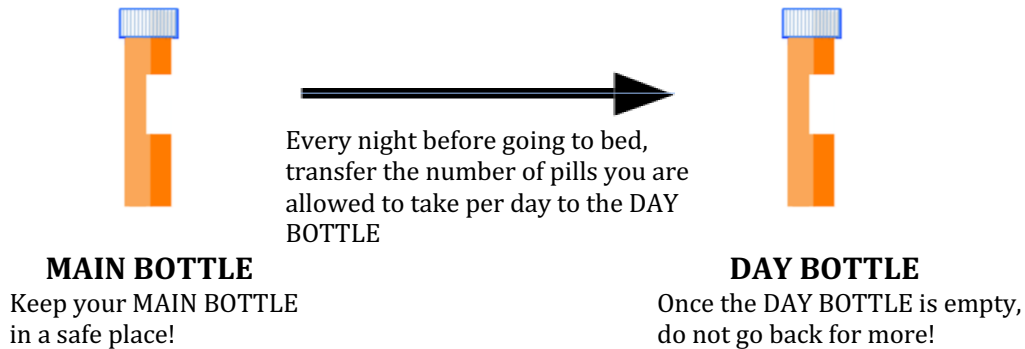 Every night before going to bed,
transfer the number of pills you are
allowed to take per day to the DAY
BOTTLE
MAIN BOTTLE
Keep your MAIN BOTTLE
in a safe place!
DAY BOTTLE
Once the DAY BOTTLE is empty,
do not go back for more!